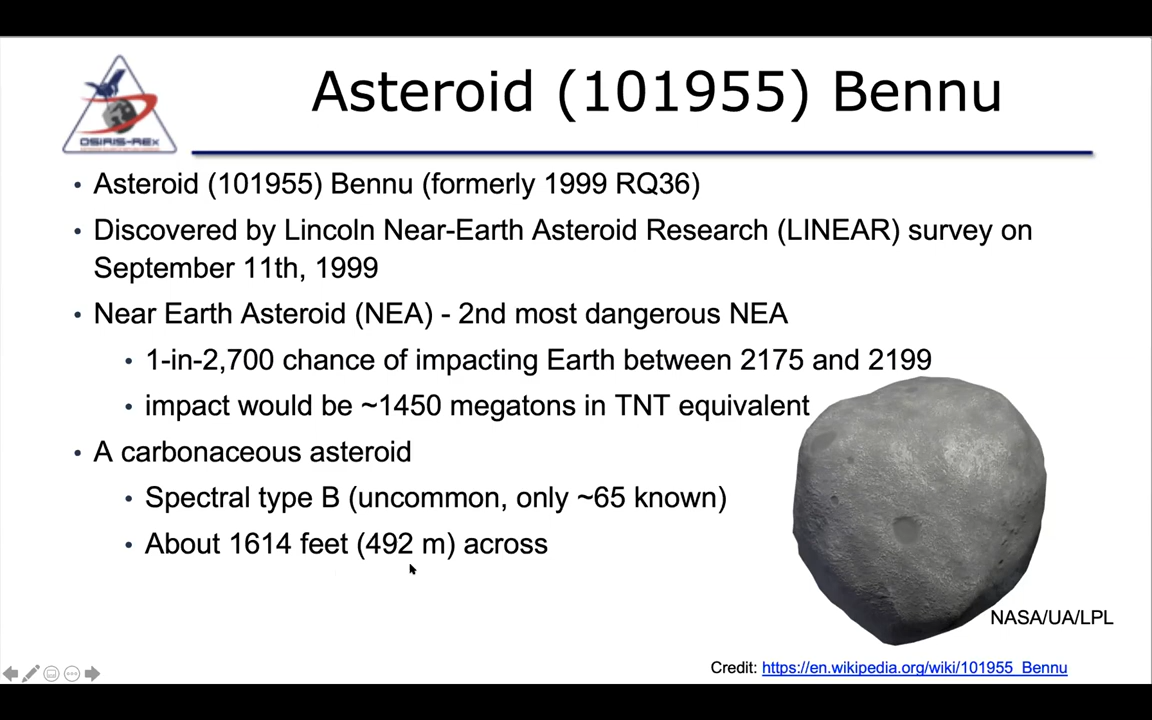 Asteroid (101955) Bennu
OSIRIS-REx
• Asteroid (101955) Bennu (formerly 1999 RQ36)
• Discovered by Lincoln Near-Earth Asteroid Research (LINEAR) survey on
September 11th, 1999
• Near Earth Asteroid (NEA) - 2nd most dangerous NEA
• 1-in-2,700 chance of impacting Earth between 2175 and 2199
• impact would be ~1450 megatons in TNT equivalent
• A carbonaceous asteroid
• Spectral type B (uncommon, only ~65 known)
• About 1614 feet (492 m) across
NASA/UA/LPL
Credit: https://en.wikipedia.org/wiki/101955_Bennu